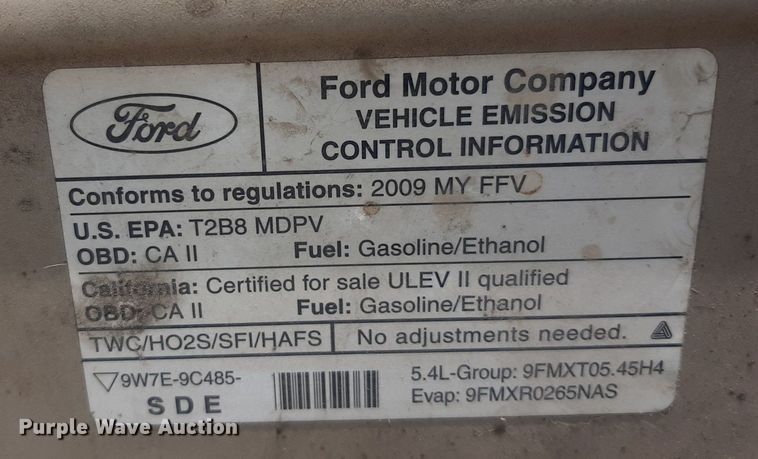 Ford
Ford Motor Company
VEHICLE EMISSION
CONTROL INFORMATION
Conforms to regulations: 2009 MY FFV
U.S. EPA: T2B8 MDPV
OBD: CA II Fuel: Gasoline/Ethanol
California: Certified for sale ULEV II qualified
OBD: CA II Fuel: Gasoline/Ethanol
TWC/HO2S/SFI/HAFS No adjustments needed.
9W7E-9C485-
SDE
5.4L-Group: 9FMXT05.45H4
Evap: 9FMXR0265NAS
Purple Wave Auction